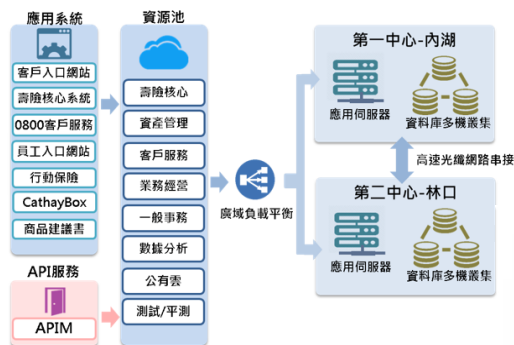 應用系統
客戶入口網站
壽險核心系統
0800客戶服務
員工入口網站
行動保險
CathayBox
商品建議書
API服務
APIM
資源池
壽險核心
資產管理
客戶服務
業務經營
一般事務
數據分析
公有雲
測試/平測
廣域負載平衡
第一中心-內湖
應用伺服器
資料庫多機叢集
高速光纖網路串接
第二中心-林口
應用伺服器
資料庫多機叢集